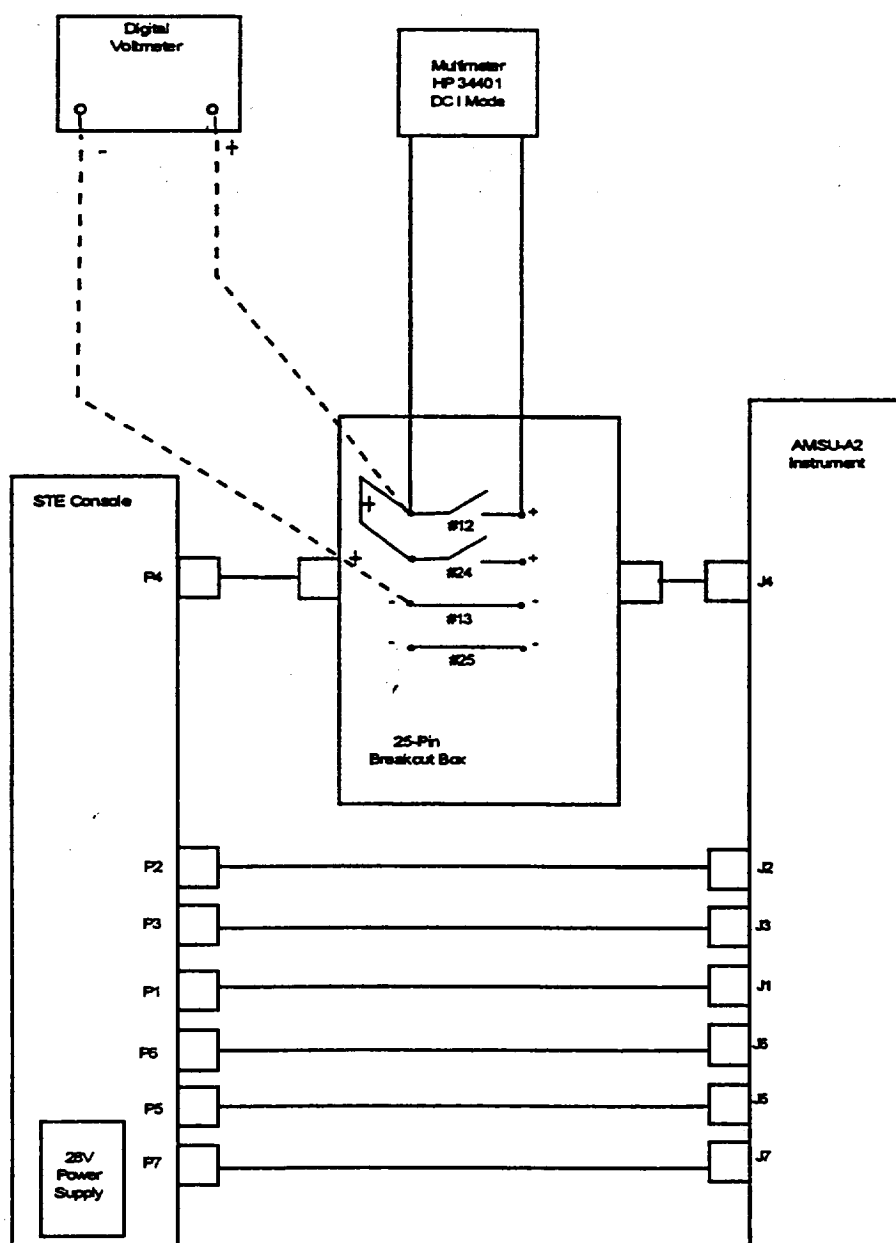 Digital
Voltmeter
- +
Multimeter
HP 34401
DC I Mode
AMSU-A2
Instrument
STE Console
+
#12
+
+
#24
+
P4
J4
-
#13
-
-
#25
-
25-Pin
Breakout Box
P2
J2
P3
J3
P1
J1
P6
J6
P5
J5
P7
J7
28V
Power
Supply